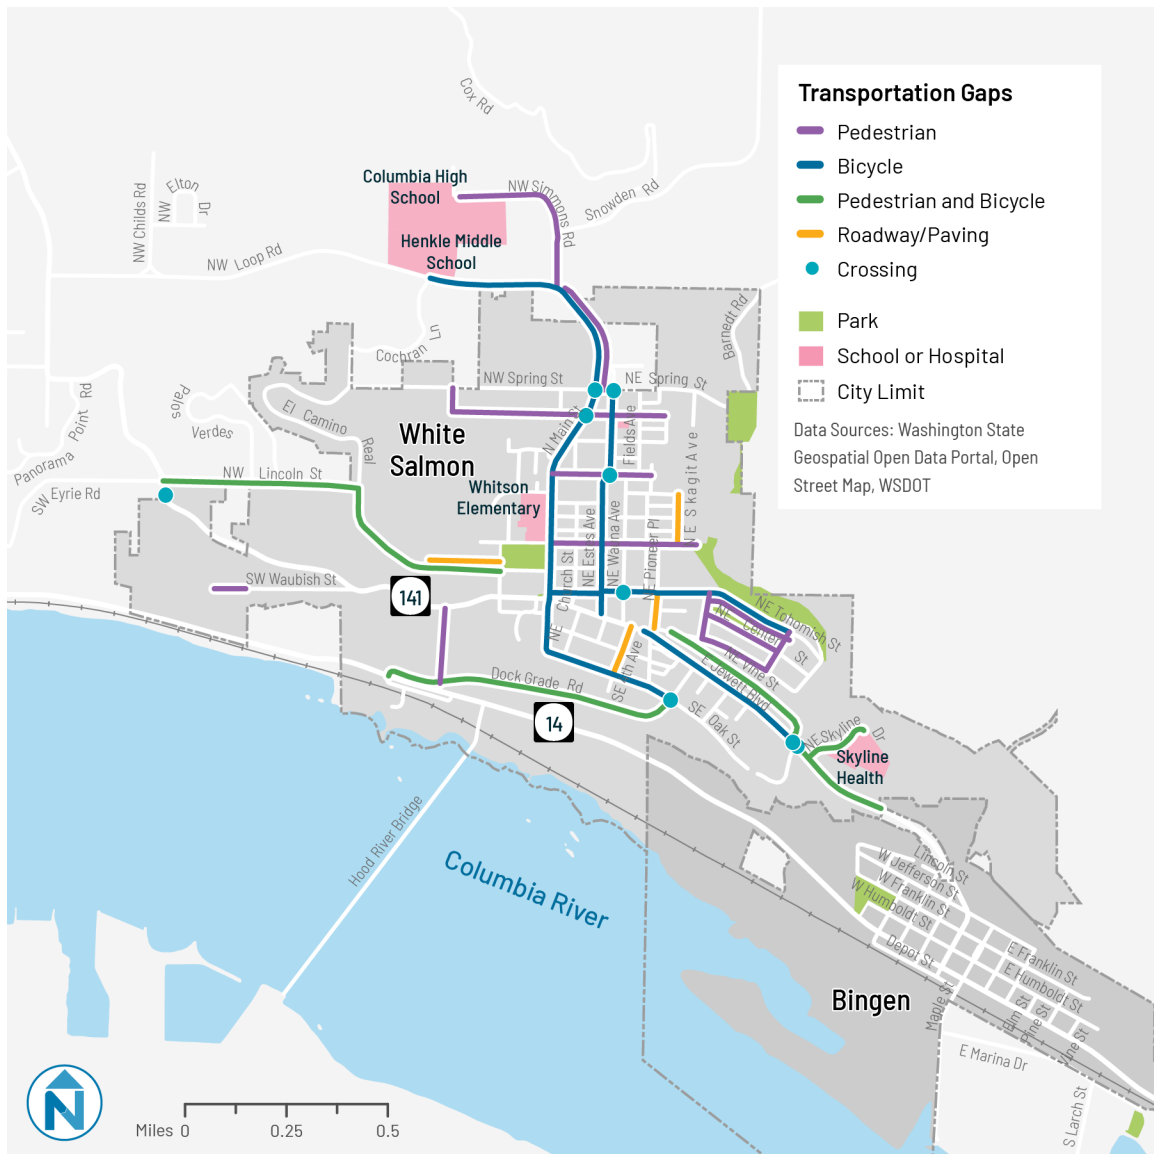 Transportation Gaps
Pedestrian
Bicycle
Pedestrian and Bicycle
Roadway/Paving
Crossing
Park
School or Hospital
City Limit
Data Sources: Washington State
Geospatial Open Data Portal, Open
Street Map, WSDOT
Cox Rd
Columbia High
School
NW Simmons Rd
Snowden Rd
NW Childs Rd
NW Elton Dr
Henkle Middle
School
NW Loop Rd
Barnedt Rd
Cochran Ln
NW Spring St
NE Spring St
Palos
Verdes
El Camino Real
N Main St
Fields Ave
NE Skagit Ave
White
Salmon
Panorama Point Rd
NW Lincoln St
SW Eyrie Rd
Whitson
Elementary
NE Estes Ave
NE Wauna Ave
NE Pioneer Pl
NE Church St
SW Waubish St
141
NE Tohomish St
NE Center St
NE Vine St
E Jewett Blvd
Dock Grade Rd
SE Oak St
14
NE Skyline Dr
Skyline
Health
Hood River Bridge
Columbia River
Lincoln St
W Jefferson St
W Franklin St
W Humboldt St
Depot St
E Franklin St
E Humboldt St
Bingen
Maple St
Elm St
Pine St
E Marina Dr
S Larch St
N
Miles 0 0.25 0.5